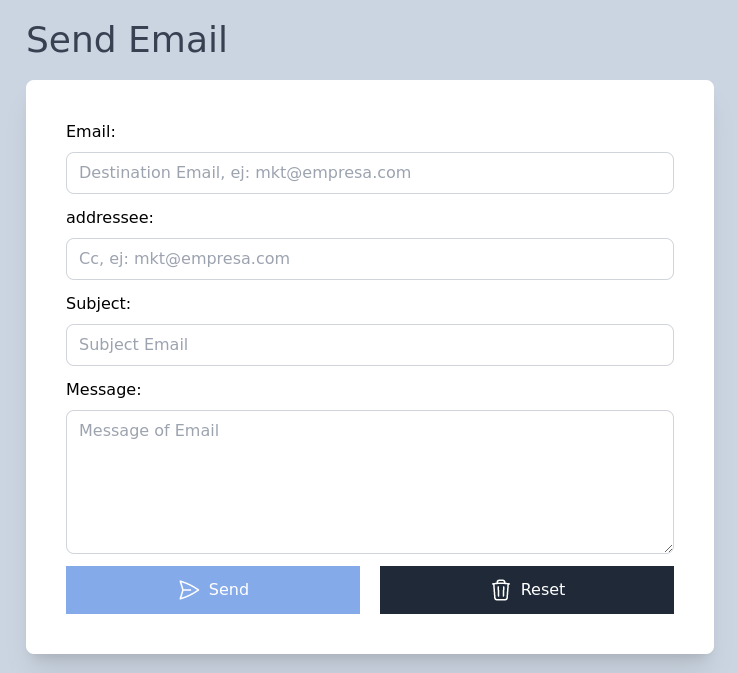 Send Email
Email:
Destination Email, ej: mkt@empresa.com
addressee:
Cc, ej: mkt@empresa.com
Subject:
Subject Email
Message:
Message of Email
Send
Reset